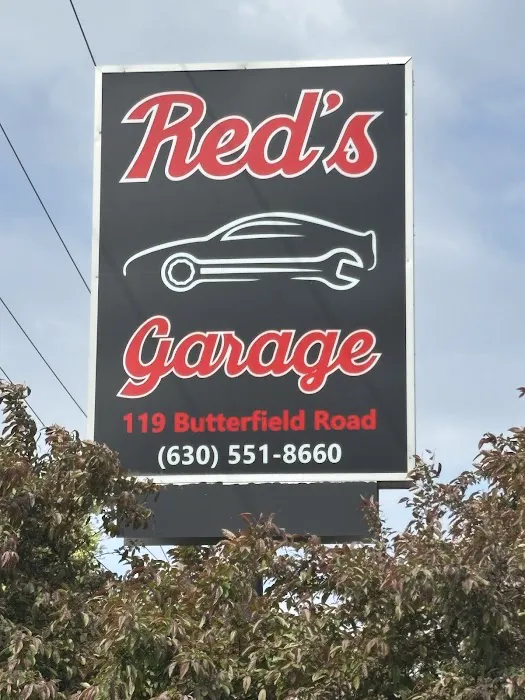 Red's
Garage
119 Butterfield Road
(630) 551-8660